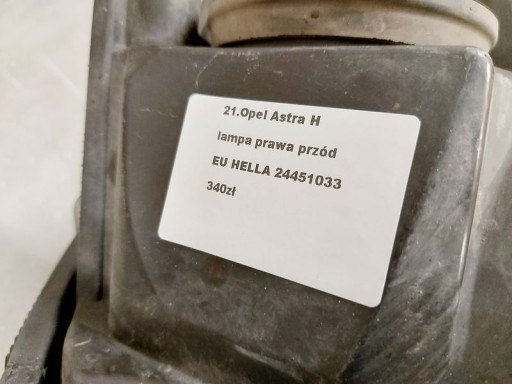 21.Opel Astra H
lampa prawa przód
EU HELLA 24451033
340zł